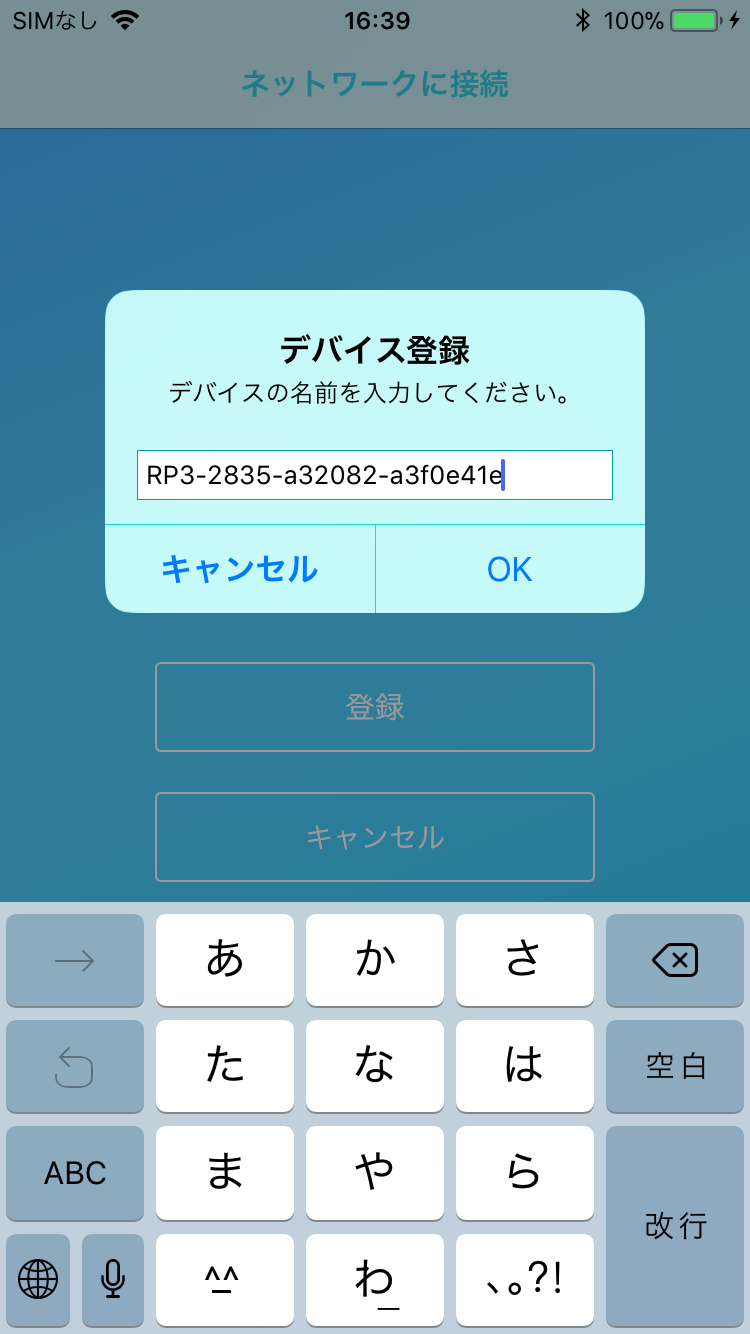 SIMなし 16:39 100%
ネットワークに接続
デバイス登録
デバイスの名前を入力してください。
RP3-2835-a32082-a3f0e41e
キャンセル OK
登録
キャンセル
→ あ か さ
た な は 空白
ABC ま や ら 改行
^^ わ 、。?!